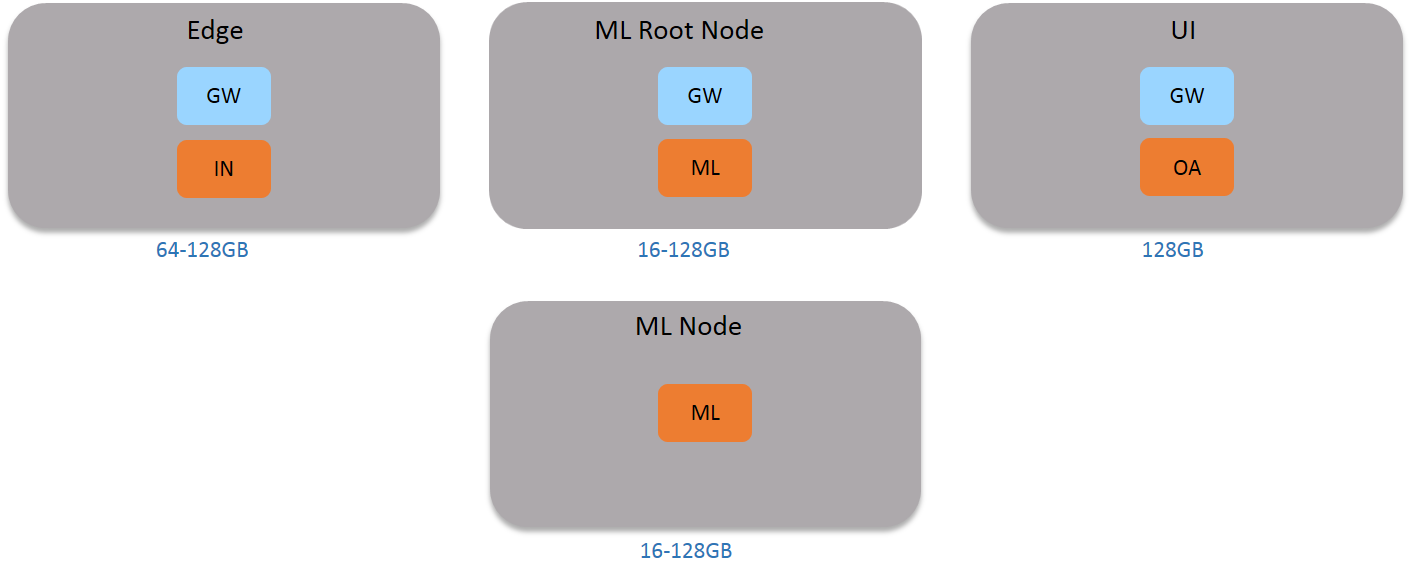 Edge
GW
IN
64-128GB
ML Root Node
GW
ML
16-128GB
UI
GW
OA
128GB
ML Node
ML
16-128GB